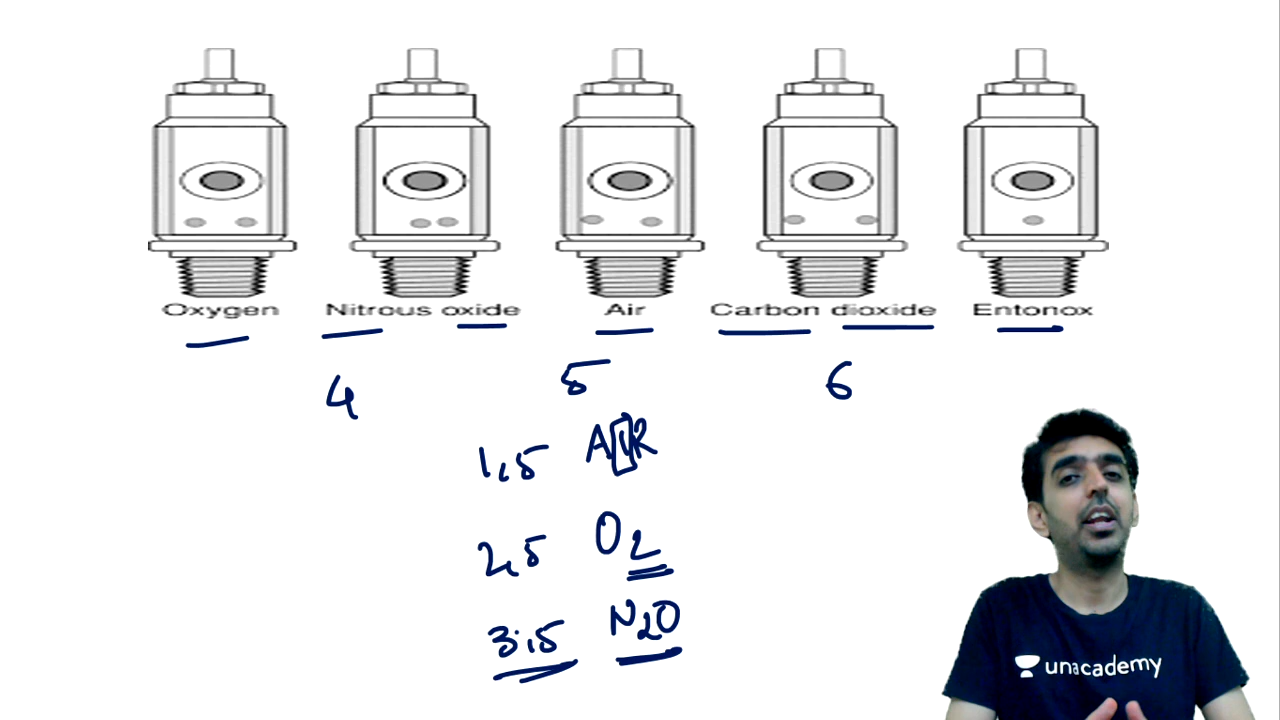 Oxygen Nitrous oxide Air Carbon dioxide Entonox
4 5 6
1,5 AIR
2,5 O2
3,5 N2O
unacademy